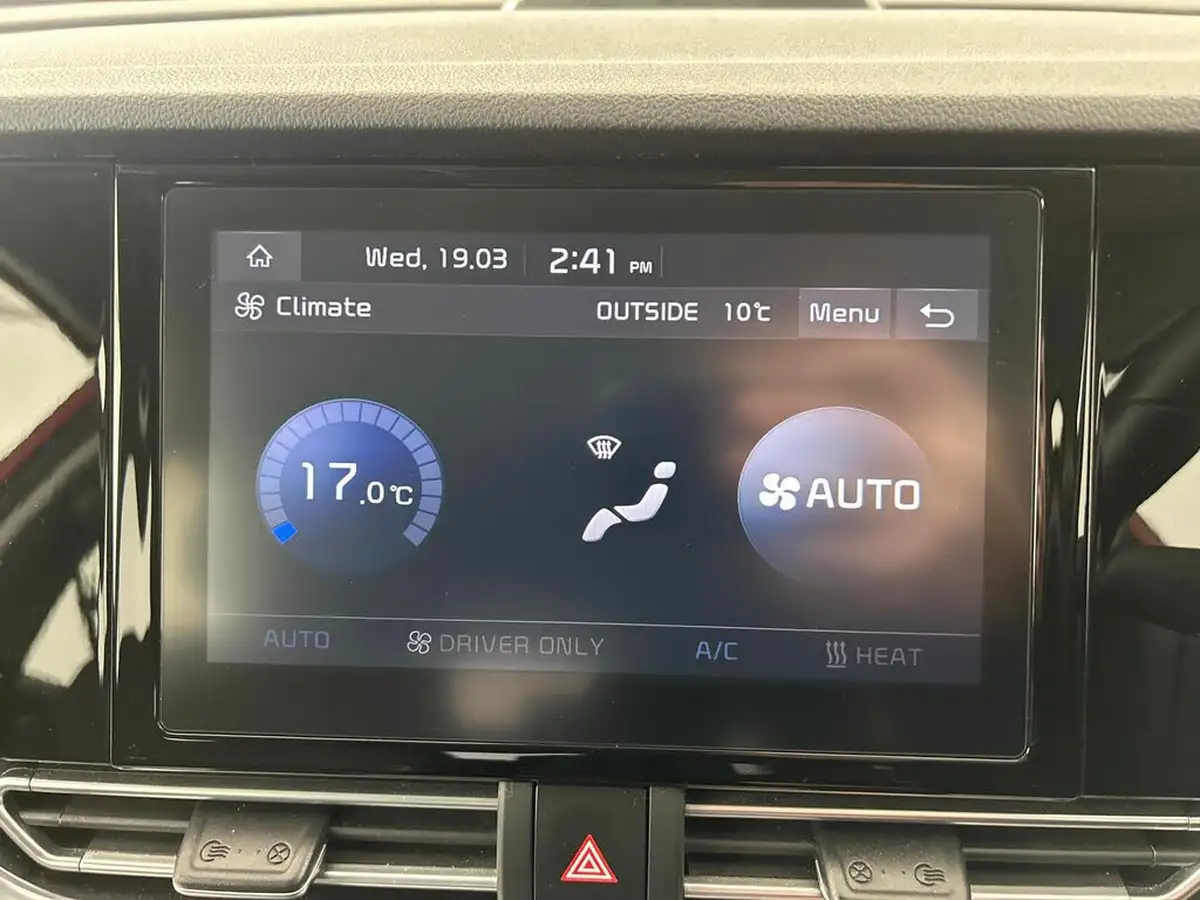 Wed, 19.03 2:41 PM
Climate OUTSIDE 10°C Menu
17.0°C AUTO
AUTO DRIVER ONLY A/C HEAT